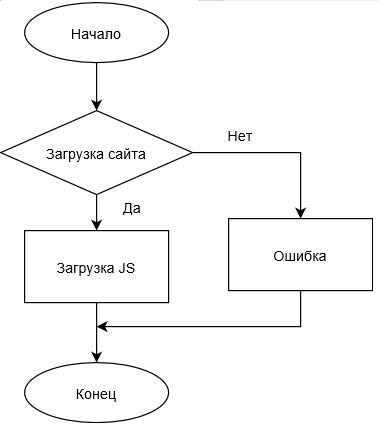 Начало
Загрузка сайта
Нет
Да
Загрузка JS
Ошибка
Конец